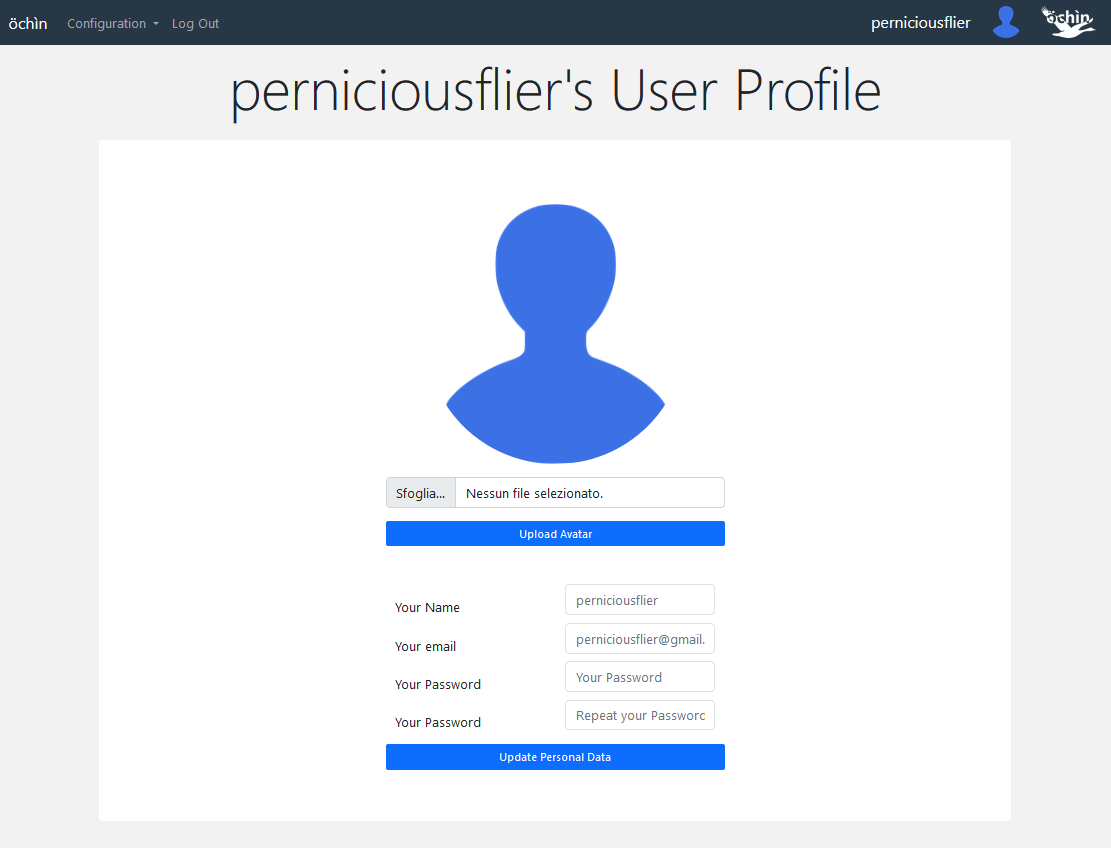 öchìn Configuration Log Out perniciousflier öchìn
perniciousflier's User Profile
Sfoglia... Nessun file selezionato.
Upload Avatar
Your Name perniciousflier
Your email perniciousflier@gmail.
Your Password Your Password
Your Password Repeat your Password
Update Personal Data